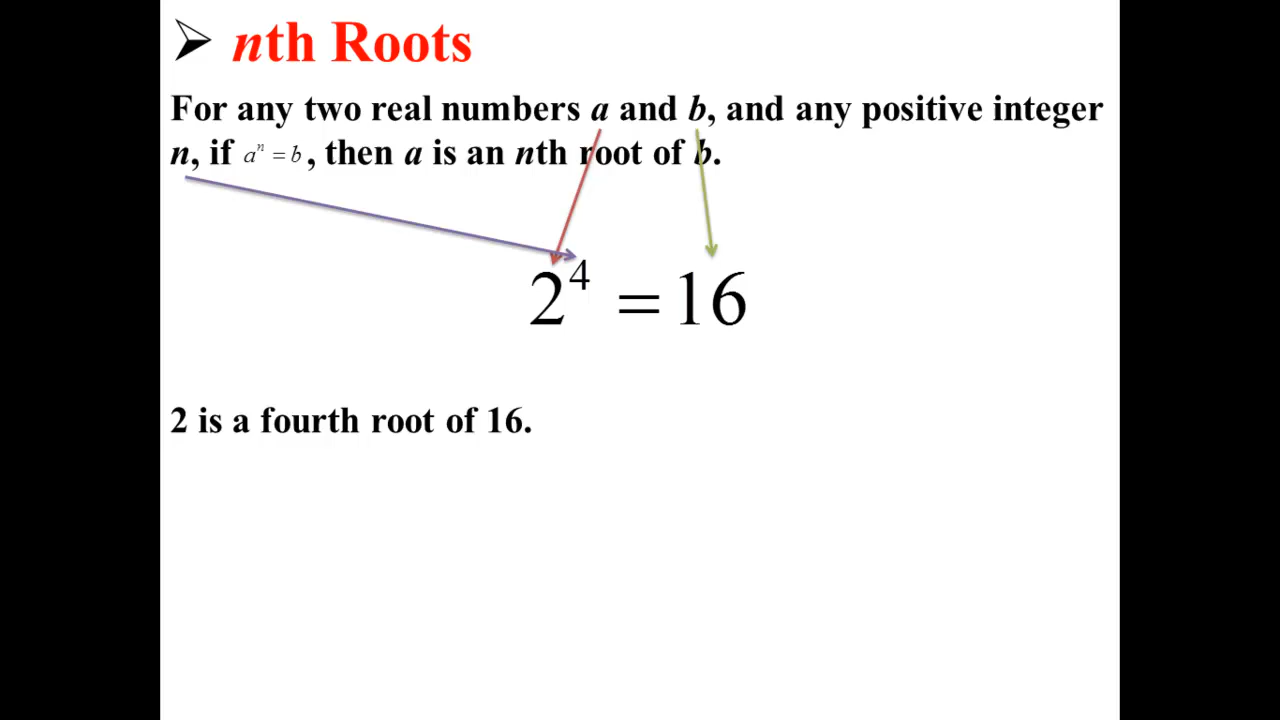 ➢ nth Roots
For any two real numbers a and b, and any positive integer
n, if aⁿ = b, then a is an nth root of b.
2⁴ = 16
2 is a fourth root of 16.